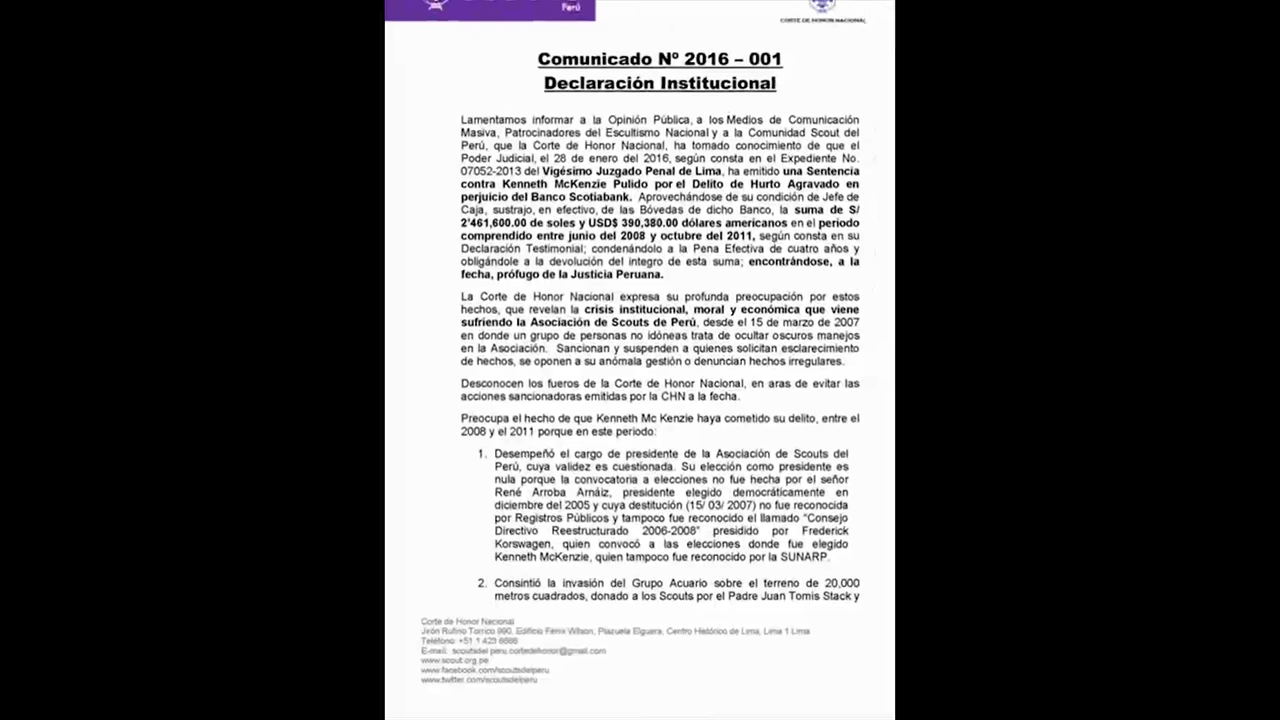 Perú
CORTE DE HONOR NACIONAL
Comunicado Nº 2016 – 001
Declaración Institucional
Lamentamos informar a la Opinión Pública, a los Medios de Comunicación
Masiva, Patrocinadores del Escultismo Nacional y a la Comunidad Scout del
Perú, que la Corte de Honor Nacional, ha tomado conocimiento de que el
Poder Judicial, el 28 de enero del 2016, según consta en el Expediente No.
07052-2013 del Vigésimo Juzgado Penal de Lima, ha emitido una Sentencia
contra Kenneth McKenzie Pulido por el Delito de Hurto Agravado en
perjuicio del Banco Scotiabank. Aprovechándose de su condición de Jefe de
Caja, sustrajo, en efectivo, de las Bóvedas de dicho Banco, la suma de S/
2'461,600.00 de soles y USD$ 390,380.00 dólares americanos en el periodo
comprendido entre junio del 2008 y octubre del 2011, según consta en su
Declaración Testimonial; condenándolo a la Pena Efectiva de cuatro años y
obligándole a la devolución del integro de esta suma; encontrándose, a la
fecha, prófugo de la Justicia Peruana.
La Corte de Honor Nacional expresa su profunda preocupación por estos
hechos, que revelan la crisis institucional, moral y económica que viene
sufriendo la Asociación de Scouts de Perú, desde el 15 de marzo de 2007
en donde un grupo de personas no idóneas trata de ocultar oscuros manejos
en la Asociación. Sancionan y suspenden a quienes solicitan esclarecimiento
de hechos, se oponen a su anómala gestión o denuncian hechos irregulares.
Desconocen los fueros de la Corte de Honor Nacional, en aras de evitar las
acciones sancionadoras emitidas por la CHN a la fecha.
Preocupa el hecho de que Kenneth Mc Kenzie haya cometido su delito, entre el
2008 y el 2011 porque en este periodo:
1. Desempeñó el cargo de presidente de la Asociación de Scouts del
Perú, cuya validez es cuestionada. Su elección como presidente es
nula porque la convocatoria a elecciones no fue hecha por el señor
René Arroba Arnáiz, presidente elegido democráticamente en
diciembre del 2005 y cuya destitución (15/ 03/ 2007) no fue reconocida
por Registros Públicos y tampoco fue reconocido el llamado "Consejo
Directivo Reestructurado 2006-2008" presidido por Frederick
Korswagen, quien convocó a las elecciones donde fue elegido
Kenneth McKenzie, quien tampoco fue reconocido por la SUNARP.
2. Consintió la invasión del Grupo Acuario sobre el terreno de 20,000
metros cuadrados, donado a los Scouts por el Padre Juan Tomis Stack y
Corte de Honor Nacional
Jirón Rufino Torrico 990, Edificio Fénix Wilson, Plazuela Elguera, Centro Histórico de Lima, Lima 1 Lima
Teléfono: +51 1 423 6666
E-mail: scoutsdel peru.cortedelhonor@gmail.com
www.scout.org.pe
www.facebook.com/scoutsdelperu
www.twitter.com/scoutsdelperu